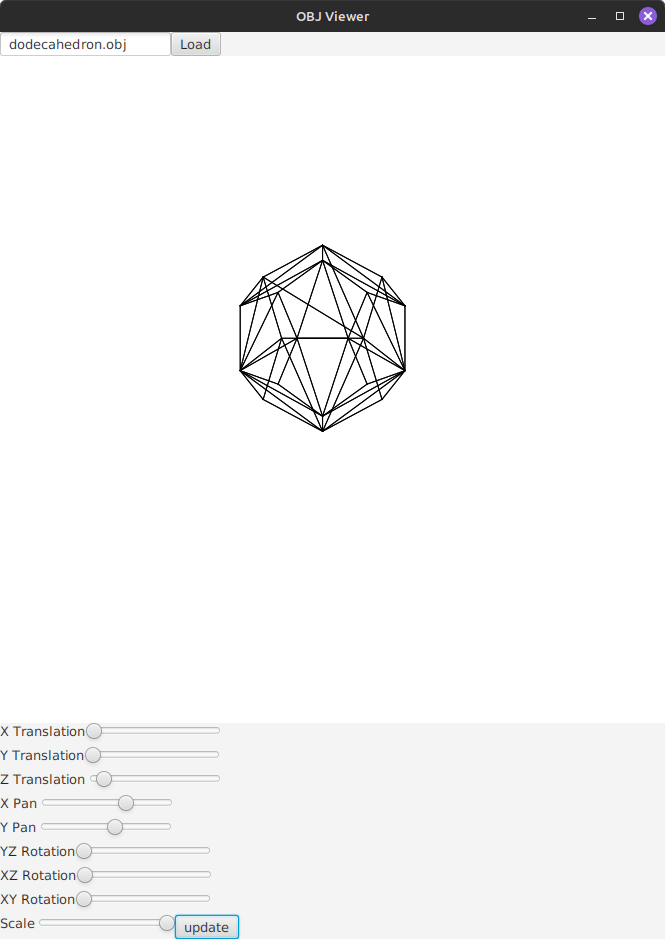 OBJ Viewer
dodecahedron.obj Load
X Translation
Y Translation
Z Translation
X Pan
Y Pan
YZ Rotation
XZ Rotation
XY Rotation
Scale update